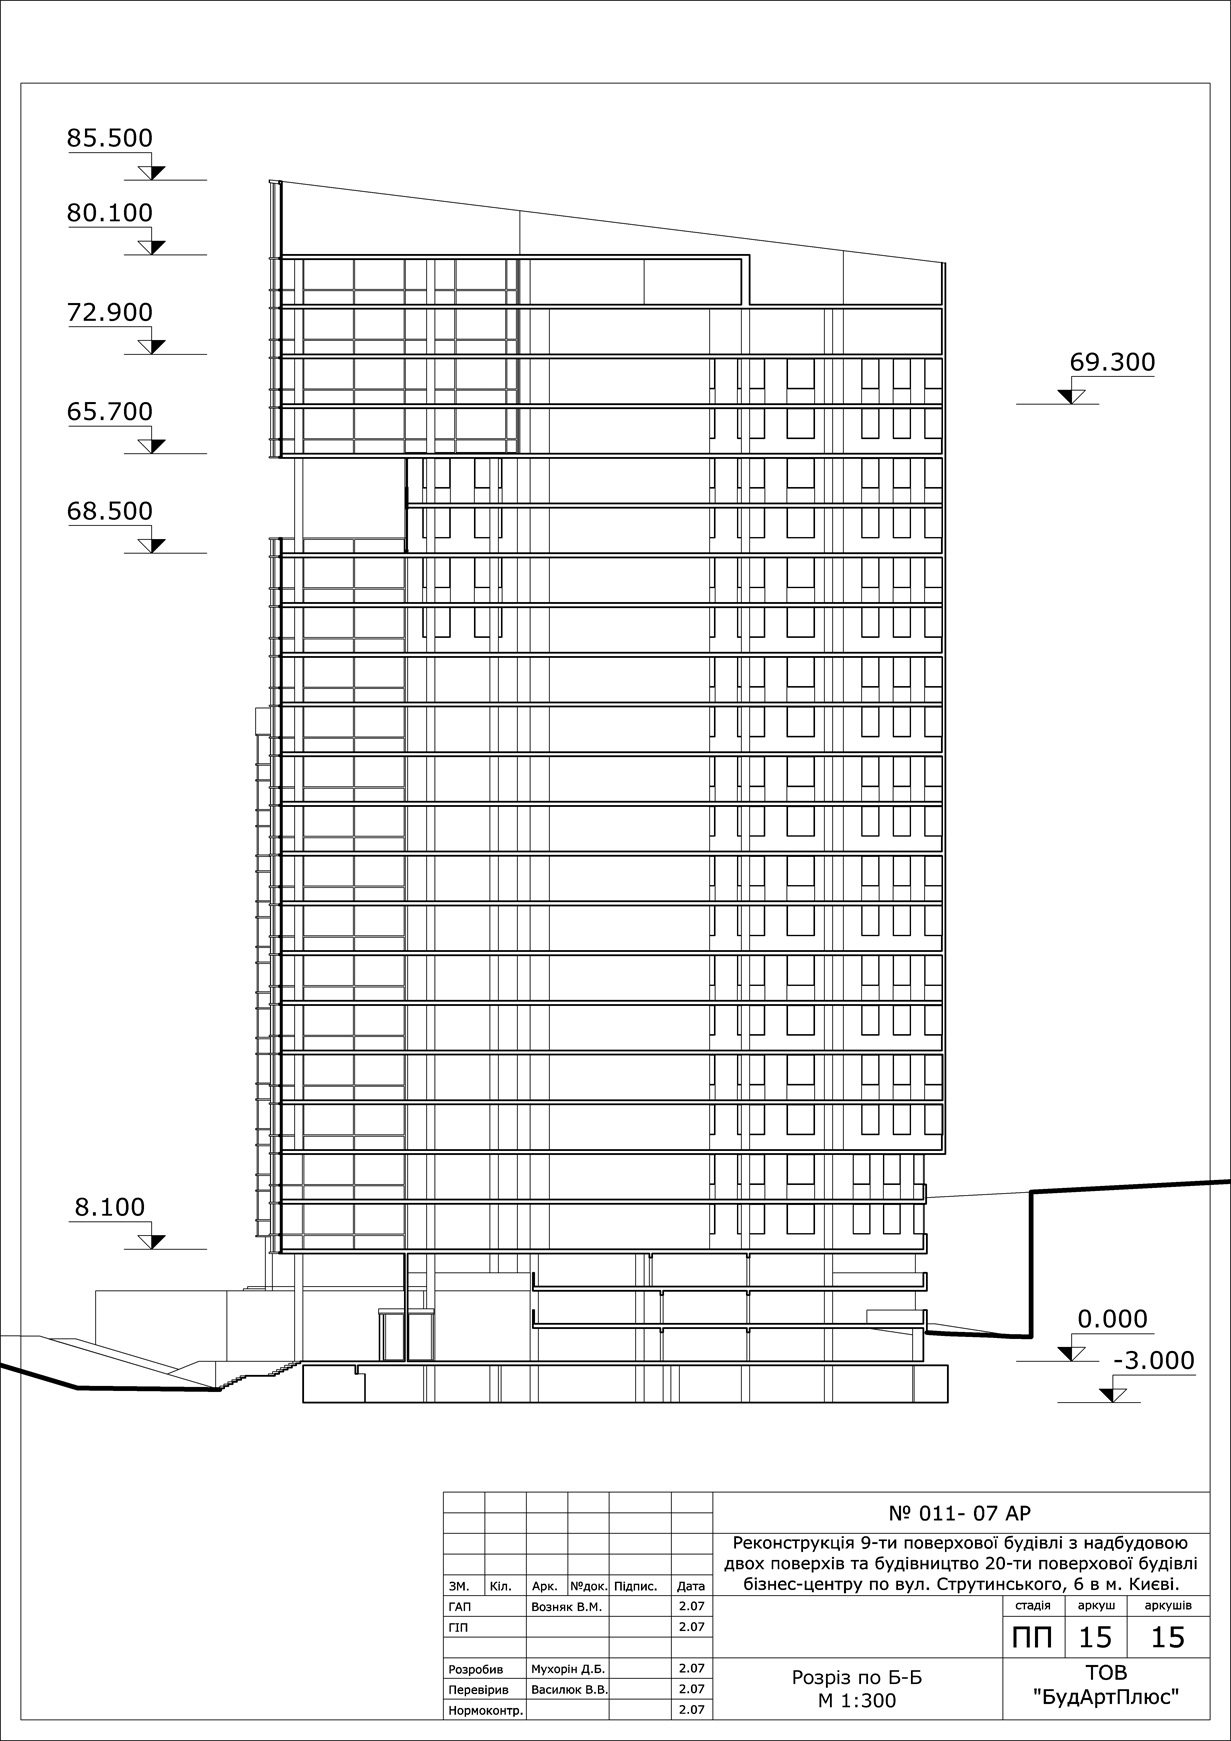 85.500
80.100
72.900
69.300
65.700
68.500
8.100
0.000
-3.000
№ 011- 07 АР
Реконструкція 9-ти поверхової будівлі з надбудовою
двох поверхів та будівництво 20-ти поверхової будівлі
бізнес-центру по вул. Струтинського, 6 в м. Києві.
ЗМ. Кіл. Арк. №док. Підпис. Дата
ГАП Возняк В.М. 2.07
ГІП 2.07
Розробив Мухорін Д.Б. 2.07
Перевірив Василюк В.В. 2.07
Нормоконтр. 2.07
стадія аркуш аркушів
ПП 15 15
Розріз по Б-Б
М 1:300
ТОВ
"БудАртПлюс"